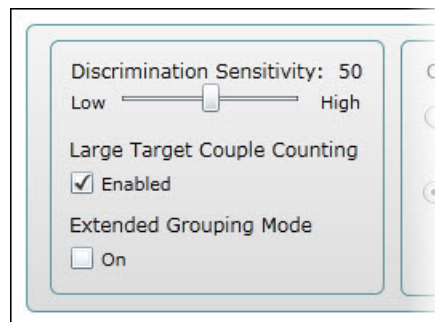 Discrimination Sensitivity: 50
Low High
Large Target Couple Counting
Enabled
Extended Grouping Mode
On